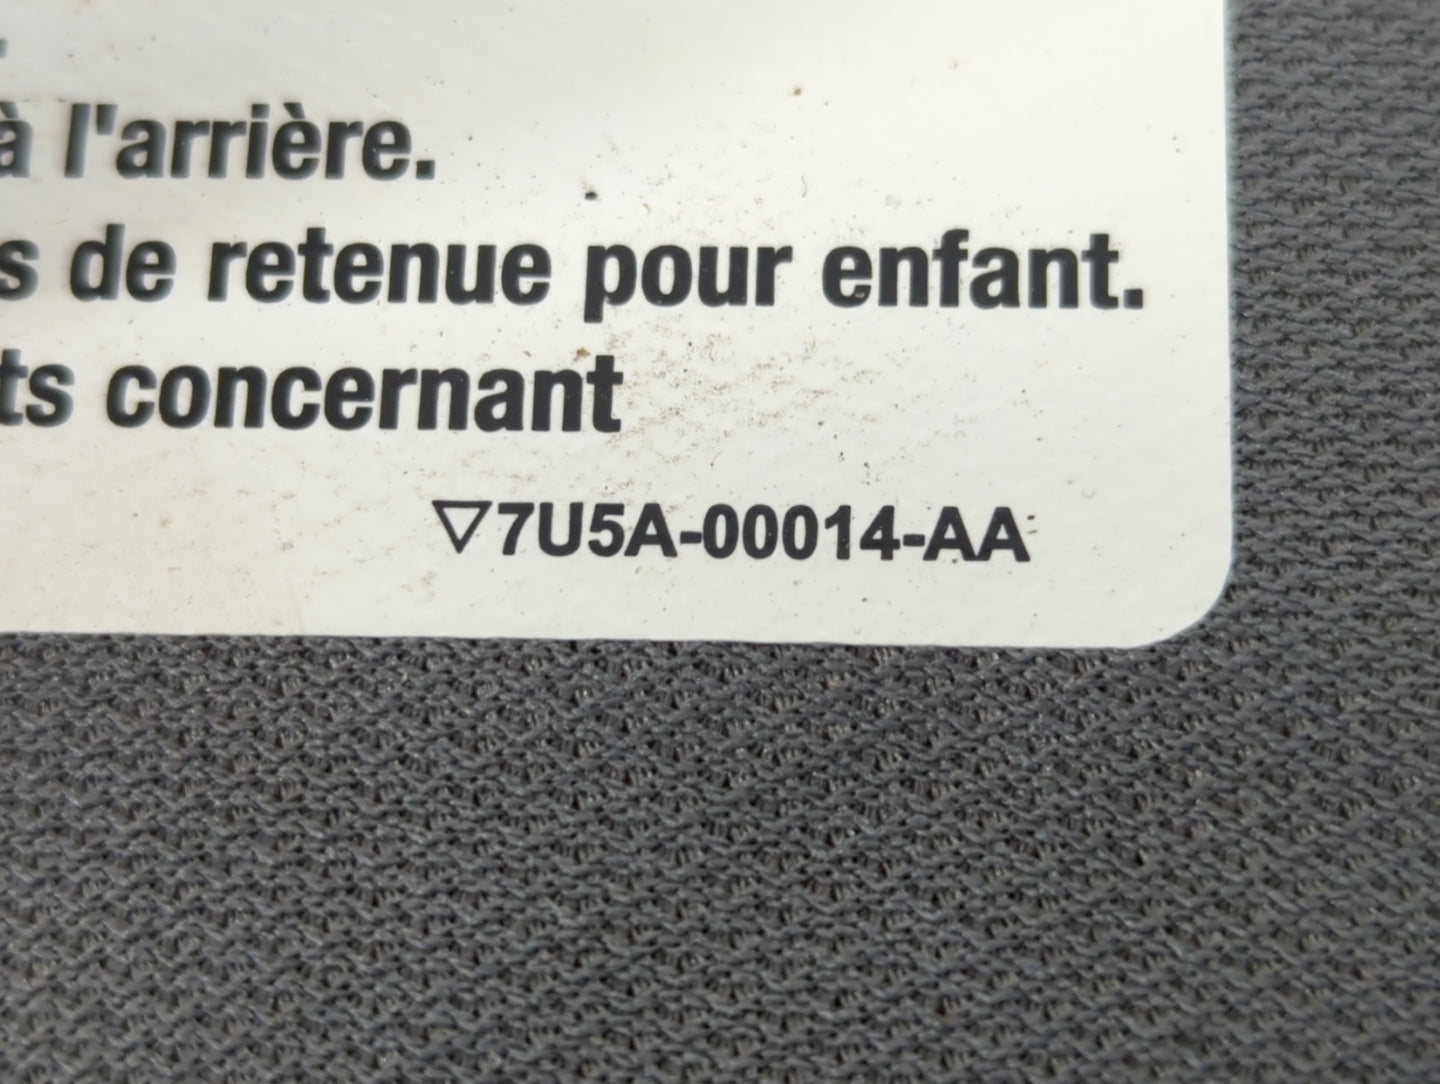 à l'arrière.
s de retenue pour enfant.
ts concernant
▽7U5A-00014-AA